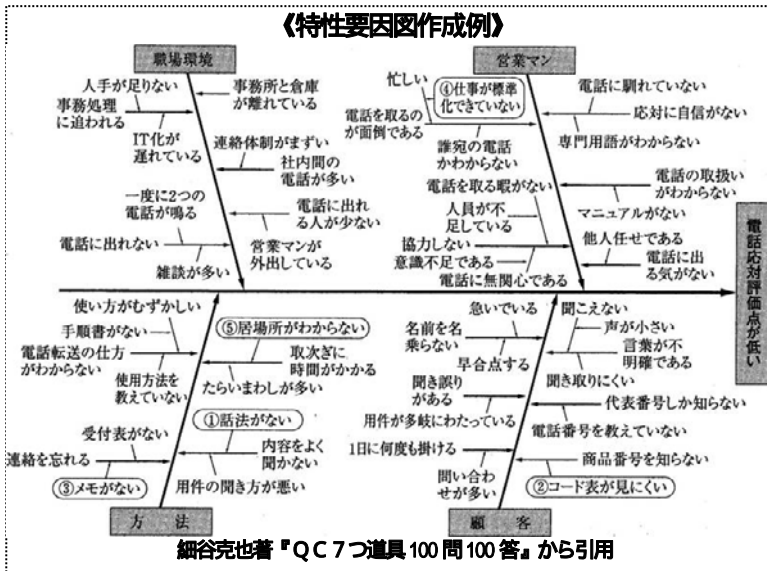 《特性要因図作成例》
職場環境
人手が足りない
事務処理
に追われる
IT化が
遅れている
事務所と倉庫
が離れている
連絡体制がまずい
社内間の
電話が多い
一度に2つの
電話が鳴る
電話に出れない
雑談が多い
電話に出れ
る人が少ない
営業マンが
外出している
営業マン
忙しい
④仕事が標準
化できていない
電話を取るの
が面倒である
誰宛の電話
かわからない
電話に馴れていない
応対に自信がない
専門用語がわからない
電話を取る暇がない
人員が不
足している
協力しない
意識不足である
電話に無関心である
電話の取扱い
がわからない
マニュアルがない
他人任せである
電話に出
る気がない
電話応対評価点が低い
使い方がむずかしい
手順書がない
電話転送の仕方
がわからない
使用方法を
教えていない
⑤居場所がわからない
取次ぎに
時間がかかる
たらいまわしが多い
受付表がない
連絡を忘れる
③メモがない
①話法がない
内容をよく
聞かない
用件の聞き方が悪い
方法
急いでいる
名前を名
乗らない
早合点する
聞こえない
声が小さい
言葉が不
明確である
聞き取りにくい
聞き誤り
がある
用件が多岐にわたっている
代表番号しか知らない
電話番号を教えていない
1日に何度も掛ける
問い合わ
せが多い
商品番号を知らない
②コード表が見にくい
顧客
細谷克也著『QC7つ道具100問100答』から引用